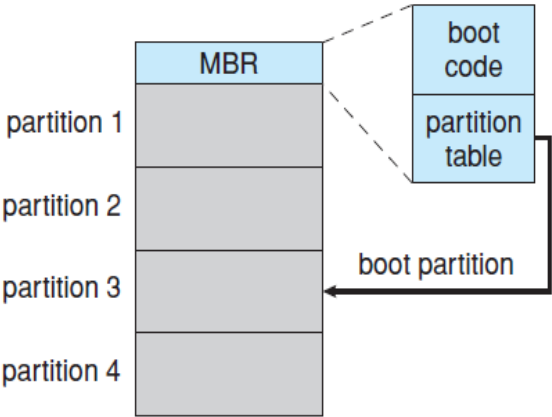 MBR
boot
code
partition
table
partition 1
partition 2
boot partition
partition 3
partition 4